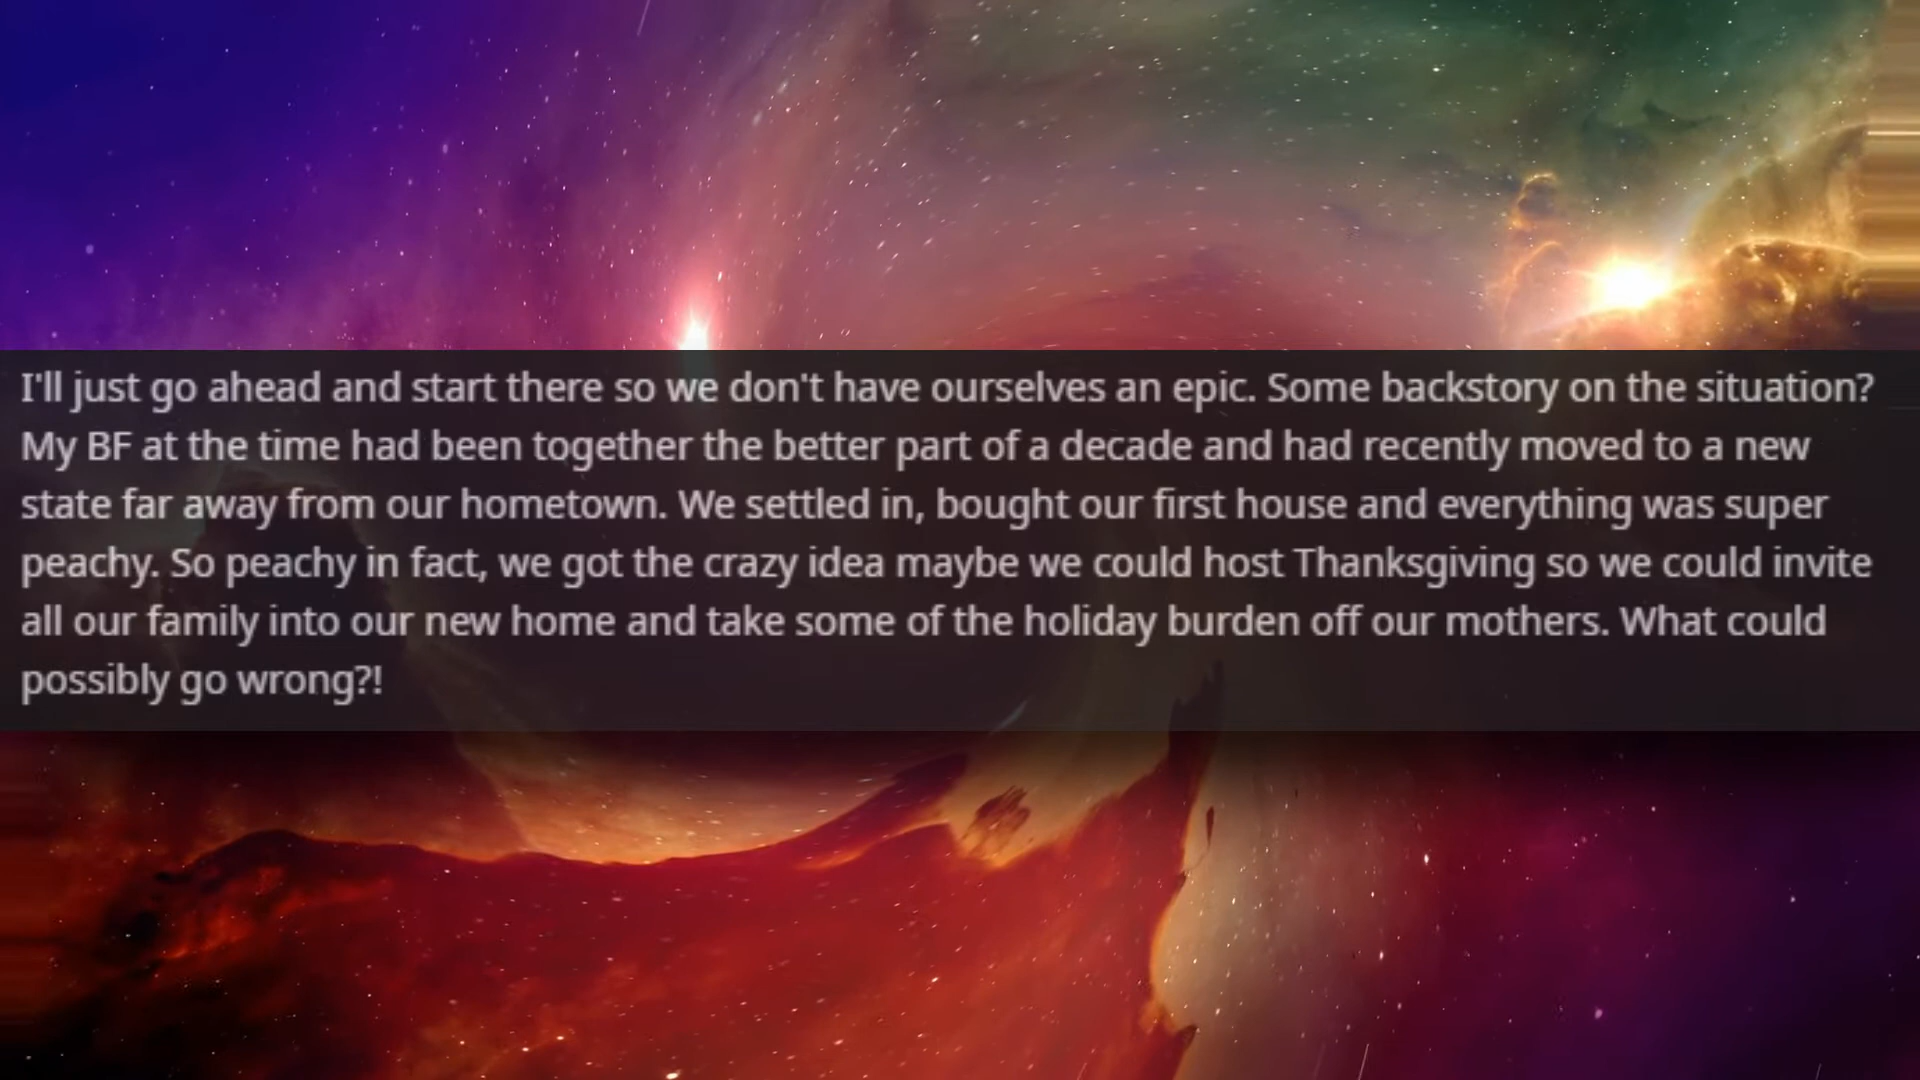 I'll just go ahead and start there so we don't have ourselves an epic. Some backstory on the situation?
My BF at the time had been together the better part of a decade and had recently moved to a new
state far away from our hometown. We settled in, bought our first house and everything was super
peachy. So peachy in fact, we got the crazy idea maybe we could host Thanksgiving so we could invite
all our family into our new home and take some of the holiday burden off our mothers. What could
possibly go wrong?!